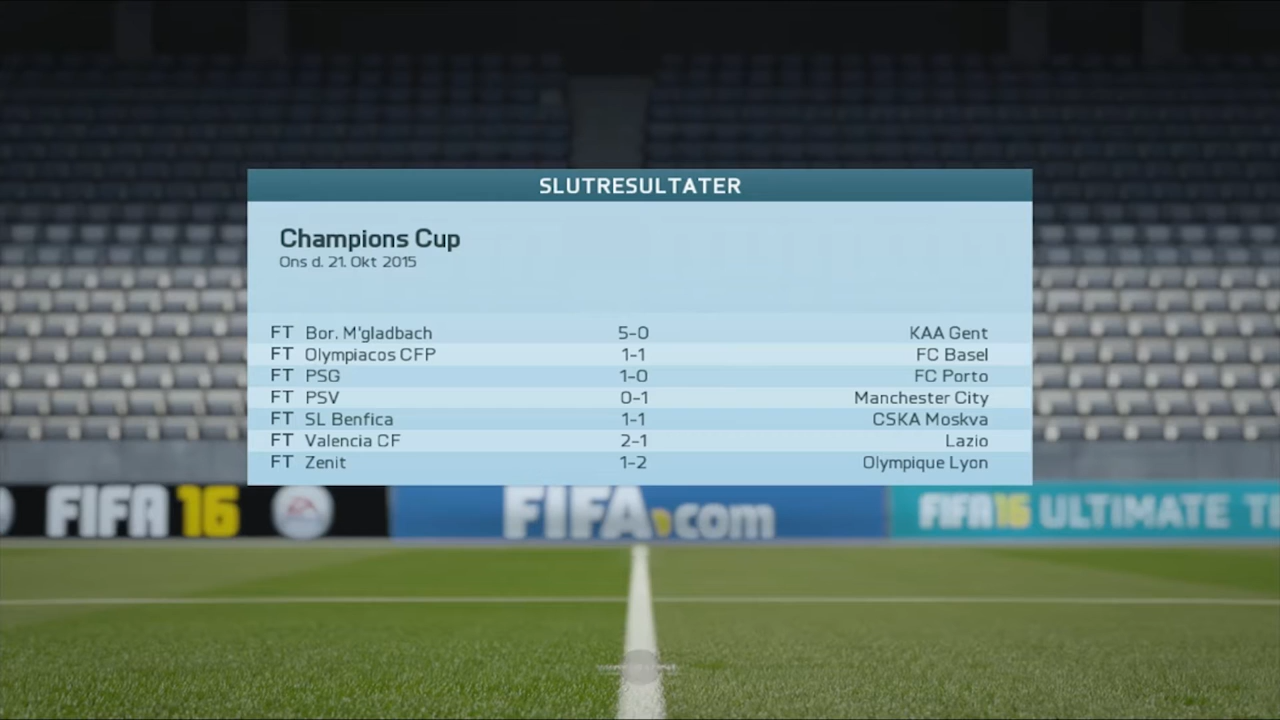 SLUTRESULTATER
Champions Cup
Ons d. 21. Okt 2015
FT Bor. M'gladbach 5-0 KAA Gent
FT Olympiacos CFP 1-1 FC Basel
FT PSG 1-0 FC Porto
FT PSV 0-1 Manchester City
FT SL Benfica 1-1 CSKA Moskva
FT Valencia CF 2-1 Lazio
FT Zenit 1-2 Olympique Lyon
FIFA 16 EA FIFA.com FIFA16 ULTIMATE